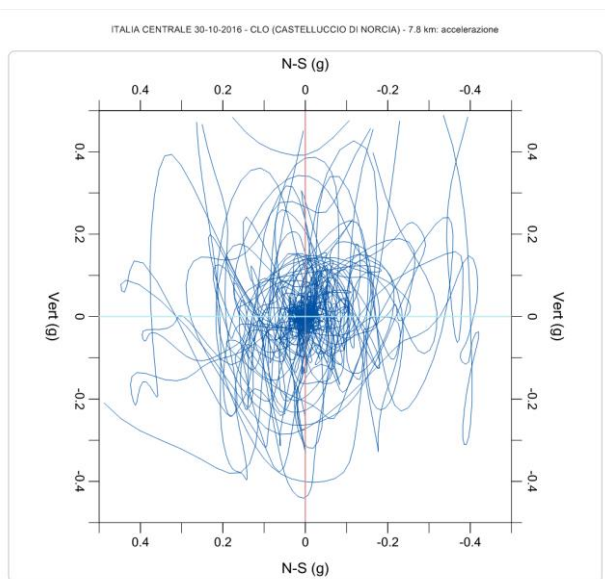 ITALIA CENTRALE 30-10-2016 - CLO (CASTELLUCCIO DI NORCIA) - 7.8 km: accelerazione
N-S (g)
0.4 0.2 0 -0.2 -0.4
0.4 0.4
0.2 0.2
Vert (g) 0 0 Vert (g)
-0.2 -0.2
-0.4 -0.4
0.4 0.2 0 -0.2 -0.4
N-S (g)